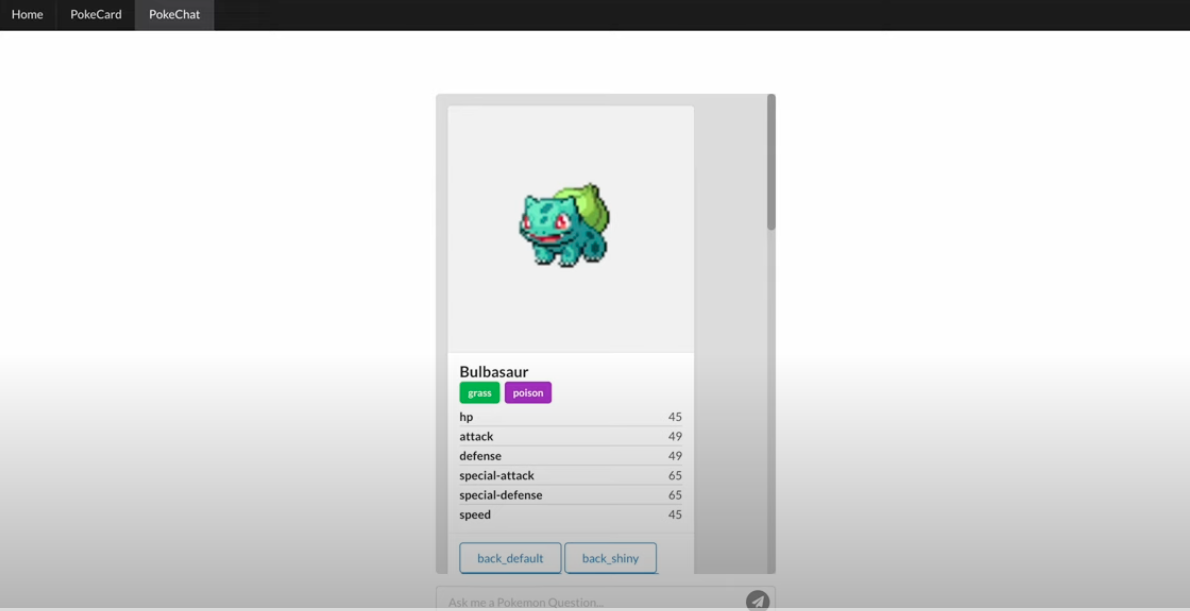 Home PokeCard PokeChat
Bulbasaur
grass poison
hp 45
attack 49
defense 49
special-attack 65
special-defense 65
speed 45
back_default back_shiny
Ask me a Pokemon Question...